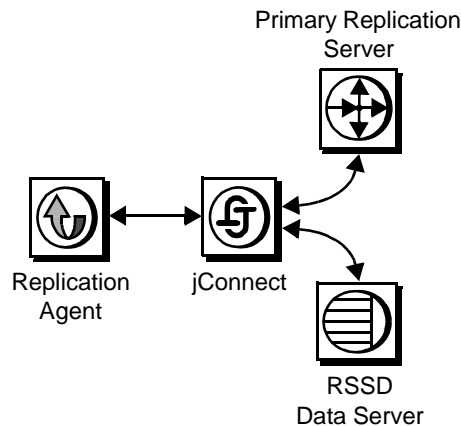 Primary Replication
Server
Replication
Agent
jConnect
RSSD
Data Server